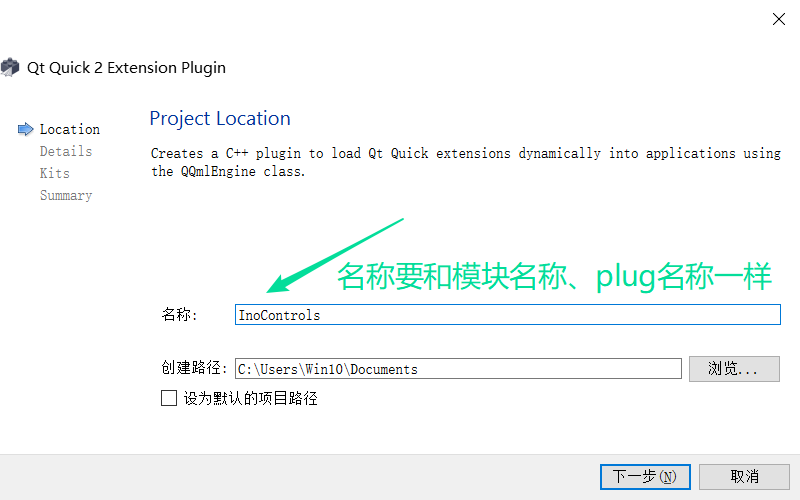 Qt Quick 2 Extension Plugin
Location
Details
Kits
Summary
Project Location
Creates a C++ plugin to load Qt Quick extensions dynamically into applications using
the QQmlEngine class.
名称要和模块名称、plug名称一样
名称: InoControls
创建路径: C:\Users\Win10\Documents 浏览...
设为默认的项目路径
下一步(N) 取消